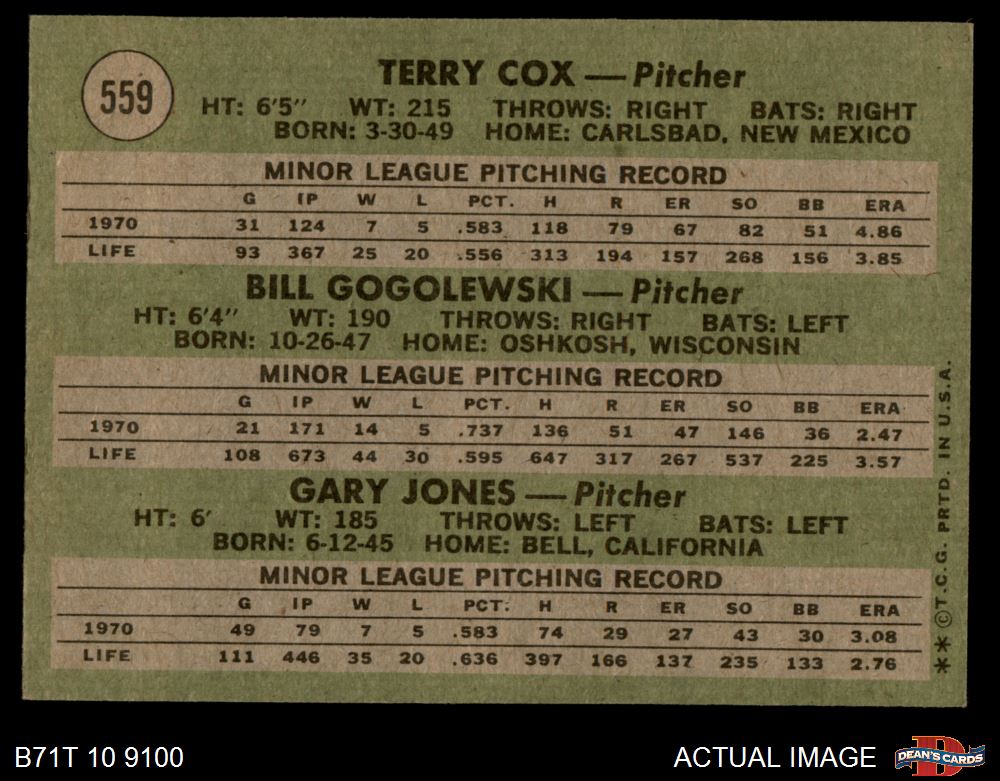 559
TERRY COX — Pitcher
HT: 6'5" WT: 215 THROWS: RIGHT BATS: RIGHT
BORN: 3-30-49 HOME: CARLSBAD, NEW MEXICO
MINOR LEAGUE PITCHING RECORD
G IP W L PCT. H R ER SO BB ERA
1970 31 124 7 5 .583 118 79 67 82 51 4.86
LIFE 93 367 25 20 .556 313 194 157 268 156 3.85
BILL GOGOLEWSKI — Pitcher
HT: 6'4" WT: 190 THROWS: RIGHT BATS: LEFT
BORN: 10-26-47 HOME: OSHKOSH, WISCONSIN
MINOR LEAGUE PITCHING RECORD
G IP W L PCT. H R ER SO BB ERA
1970 21 171 14 5 .737 136 51 47 146 36 2.47
LIFE 108 673 44 30 .595 647 317 267 537 225 3.57
GARY JONES — Pitcher
HT: 6' WT: 185 THROWS: LEFT BATS: LEFT
BORN: 6-12-45 HOME: BELL, CALIFORNIA
MINOR LEAGUE PITCHING RECORD
G IP W L PCT. H R ER SO BB ERA
1970 49 79 7 5 .583 74 29 27 43 30 3.08
LIFE 111 446 35 20 .636 397 166 137 235 133 2.76
** © T.C.G. PRTD. IN U.S.A.
B71T 10 9100
ACTUAL IMAGE
D
DEAN'S CARDS